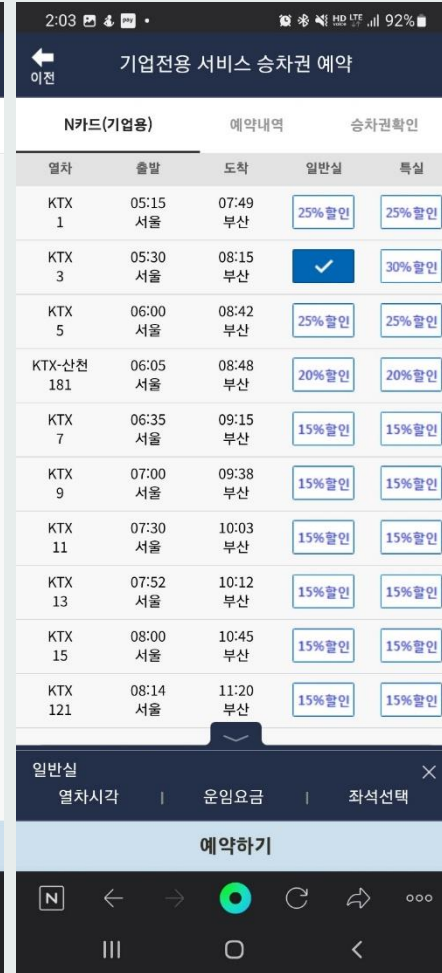 2:03 pay HD LTE VOICE 92%
이전 기업전용 서비스 승차권 예약
N카드(기업용) 예약내역 승차권확인
열차 출발 도착 일반실 특실
KTX 05:15 07:49 25%할인 25%할인
1 서울 부산
KTX 05:30 08:15 30%할인
3 서울 부산
KTX 06:00 08:42 25%할인 25%할인
5 서울 부산
KTX-산천 06:05 08:48 20%할인 20%할인
181 서울 부산
KTX 06:35 09:15 15%할인 15%할인
7 서울 부산
KTX 07:00 09:38 15%할인 15%할인
9 서울 부산
KTX 07:30 10:03 15%할인 15%할인
11 서울 부산
KTX 07:52 10:12 15%할인 15%할인
13 서울 부산
KTX 08:00 10:45 15%할인 15%할인
15 서울 부산
KTX 08:14 11:20 15%할인 15%할인
121 서울 부산
일반실
열차시각 | 운임요금 | 좌석선택
예약하기
N